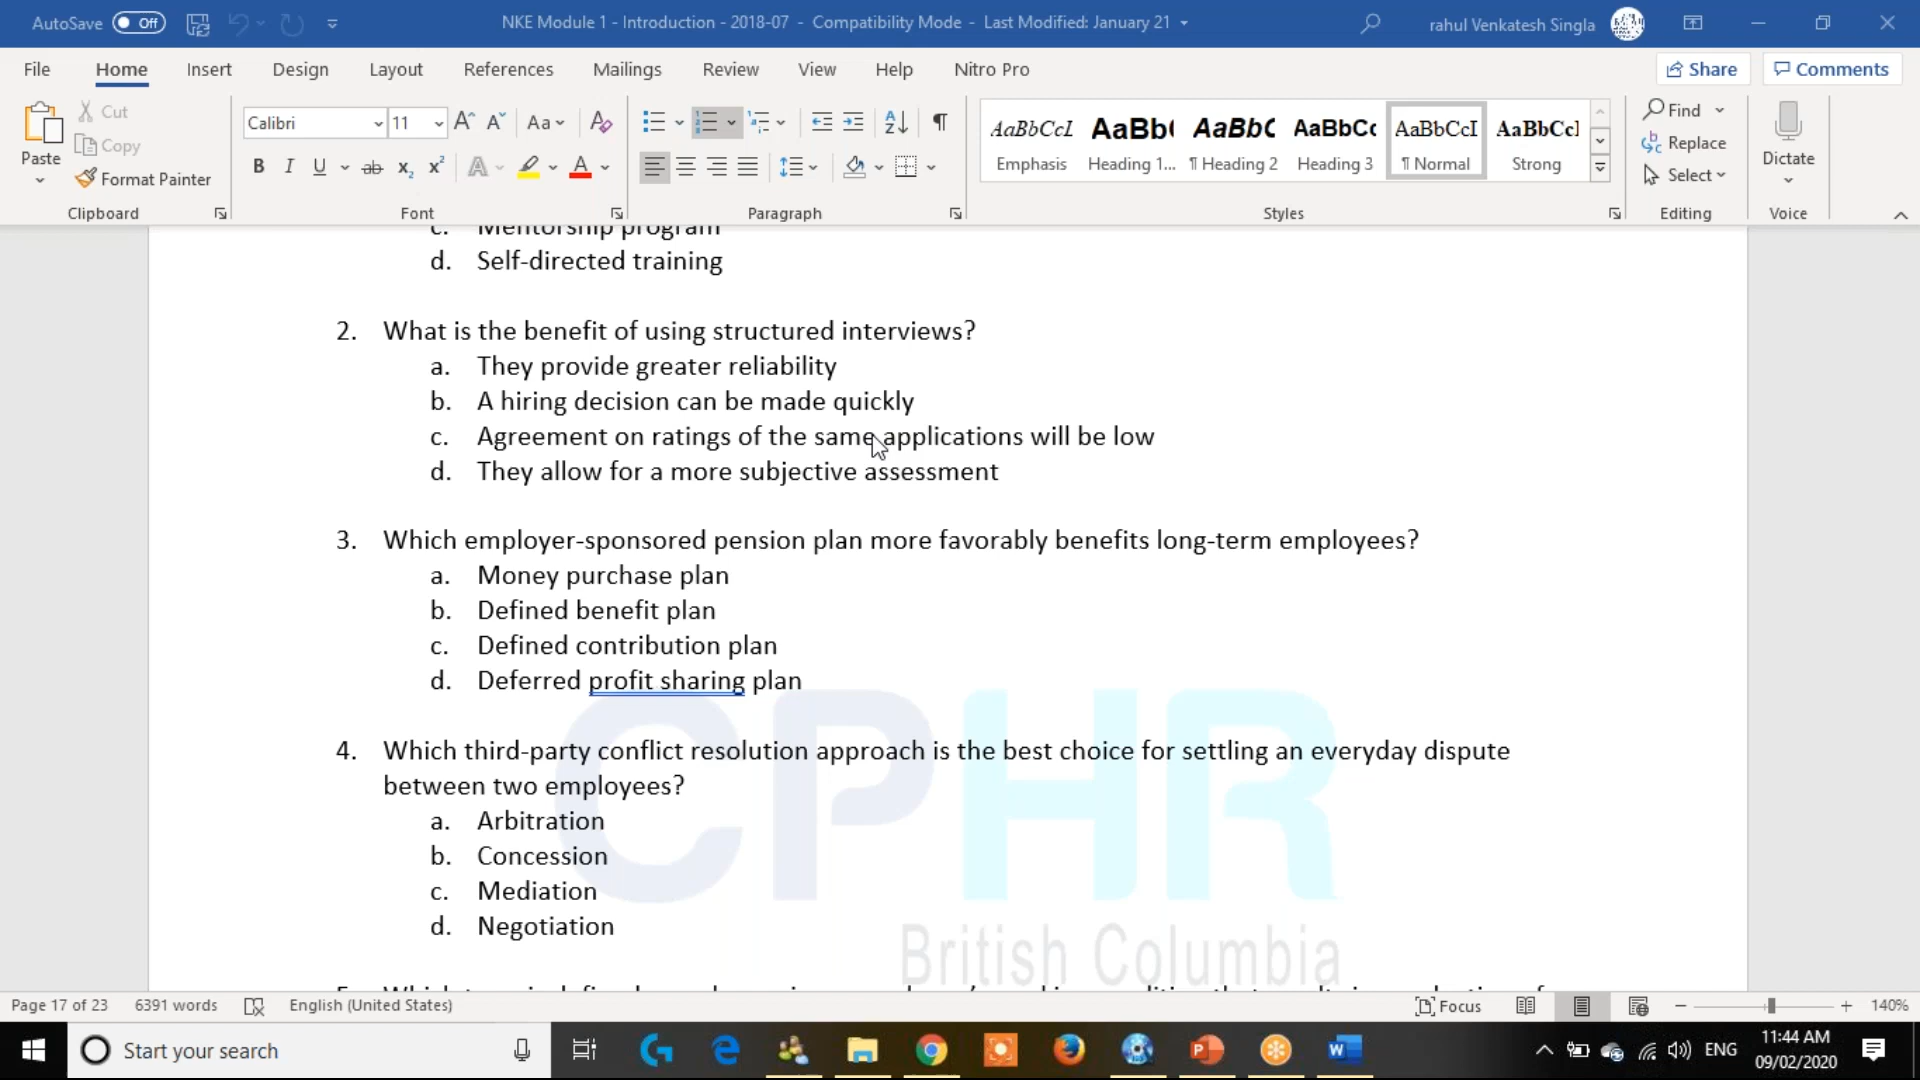 AutoSave Off NKE Module 1 - Introduction - 2018-07 - Compatibility Mode - Last Modified: January 21 rahul Venkatesh Singla
File Home Insert Design Layout References Mailings Review View Help Nitro Pro Share Comments
Paste Cut Copy Format Painter Clipboard
Calibri 11 Aa B I U ab x₂ x² A A Font
Paragraph
AaBbCcI AaBb( AaBbC AaBbCc AaBbCcI AaBbCc]
Emphasis Heading 1... ¶ Heading 2 Heading 3 ¶ Normal Strong
Styles
Find Replace Select Editing
Dictate Voice
c. Mentorship program
d. Self-directed training
2. What is the benefit of using structured interviews?
a. They provide greater reliability
b. A hiring decision can be made quickly
c. Agreement on ratings of the same applications will be low
d. They allow for a more subjective assessment
3. Which employer-sponsored pension plan more favorably benefits long-term employees?
a. Money purchase plan
b. Defined benefit plan
c. Defined contribution plan
d. Deferred profit sharing plan
4. Which third-party conflict resolution approach is the best choice for settling an everyday dispute
between two employees?
a. Arbitration
b. Concession
c. Mediation
d. Negotiation
CPHR
British Columbia
Page 17 of 23 6391 words English (United States) Focus 140%
Start your search ENG 11:44 AM
09/02/2020